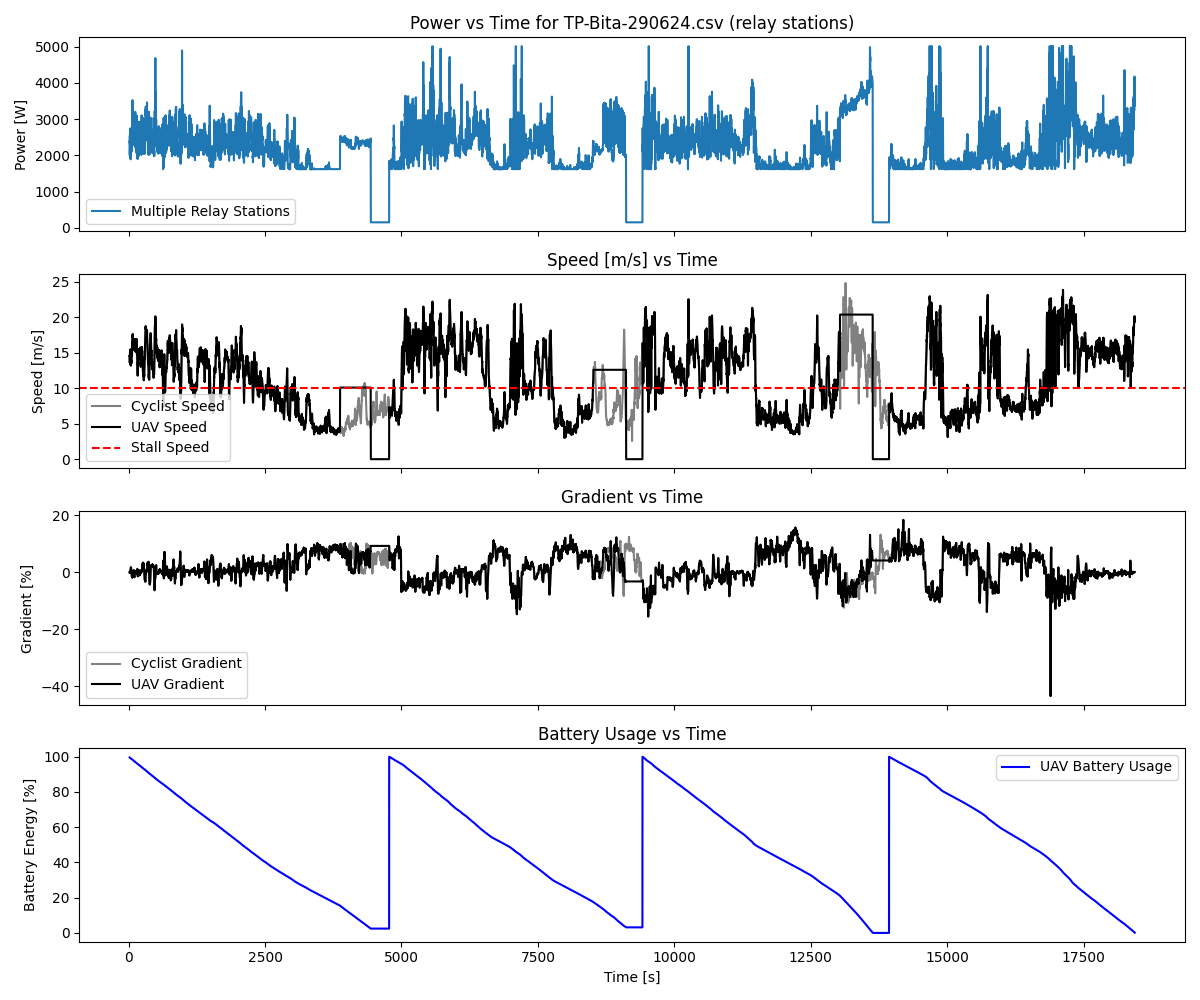 Power vs Time for TP-Bita-290624.csv (relay stations)
5000
4000
3000
2000
1000
0
Power [W]
Multiple Relay Stations
Speed [m/s] vs Time
25
20
15
10
5
0
Speed [m/s]
Cyclist Speed
UAV Speed
Stall Speed
Gradient vs Time
20
0
−20
−40
Gradient [%]
Cyclist Gradient
UAV Gradient
Battery Usage vs Time
100
80
60
40
20
0
Battery Energy [%]
UAV Battery Usage
0 2500 5000 7500 10000 12500 15000 17500
Time [s]